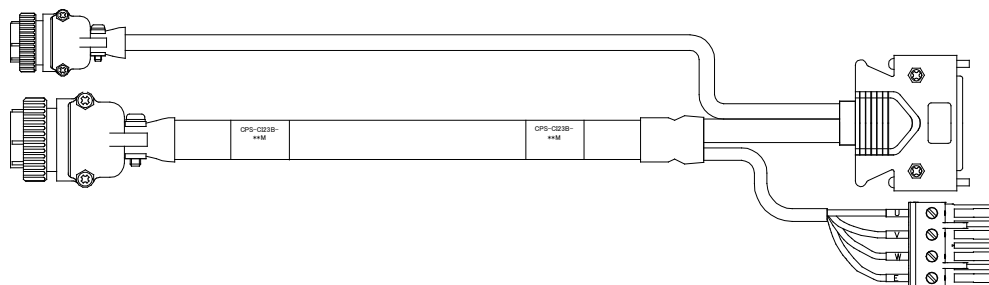 CPS-CI23B-
**M
CPS-CI23B-
**M
U
V
W
E